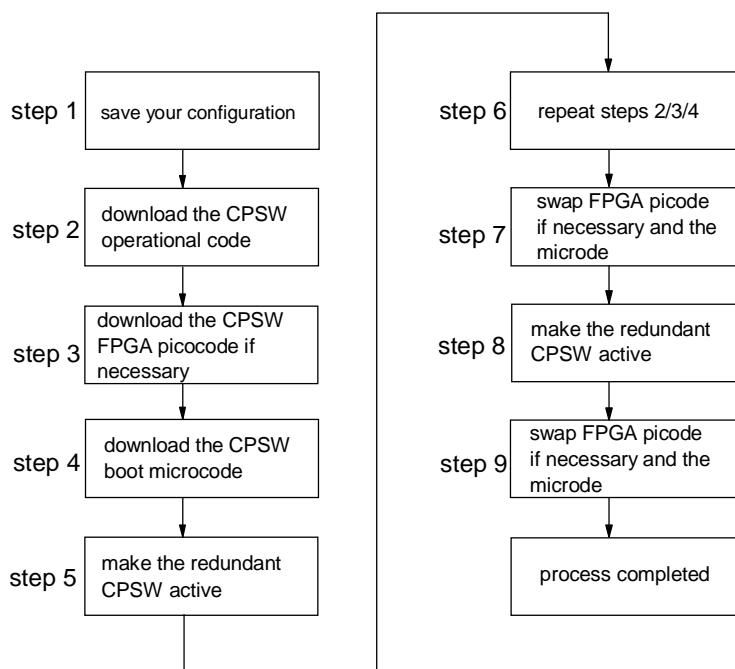 step 1
save your configuration
step 2
download the CPSW
operational code
step 3
download the CPSW
FPGA picocode if
necessary
step 4
download the CPSW
boot microcode
step 5
make the redundant
CPSW active
step 6
repeat steps 2/3/4
step 7
swap FPGA picode
if necessary and the
microde
step 8
make the redundant
CPSW active
step 9
swap FPGA picode
if necessary and the
microde
process completed